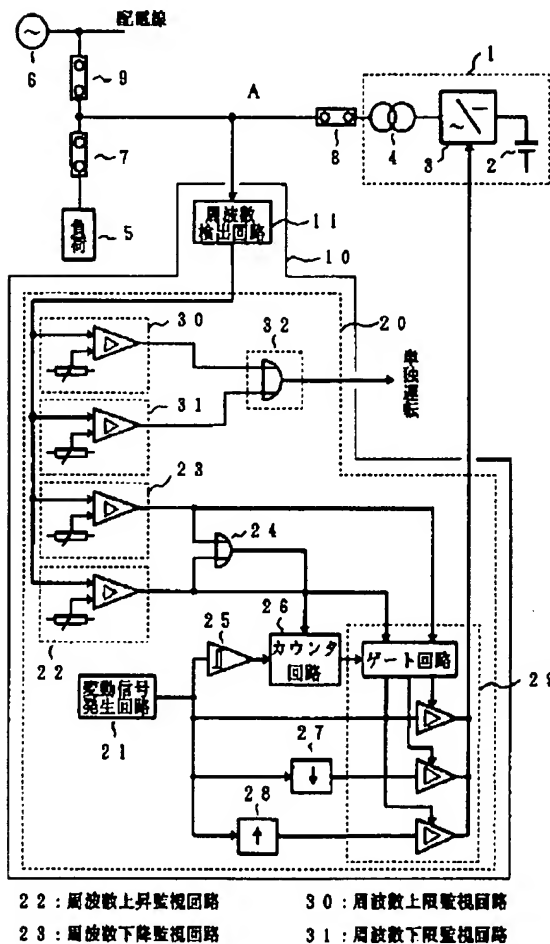 配電線
1
6
9
A
7
8
4
3
2
負荷
5
周波数検出回路
11
10
30
32
20
31
23
24
25
26
カウンタ回路
ゲート回路
29
22
変動信号発生回路
21
27
28
22:周波数上昇監視回路
30:周波数上限監視回路
23:周波数下降監視回路
31:周波数下限監視回路